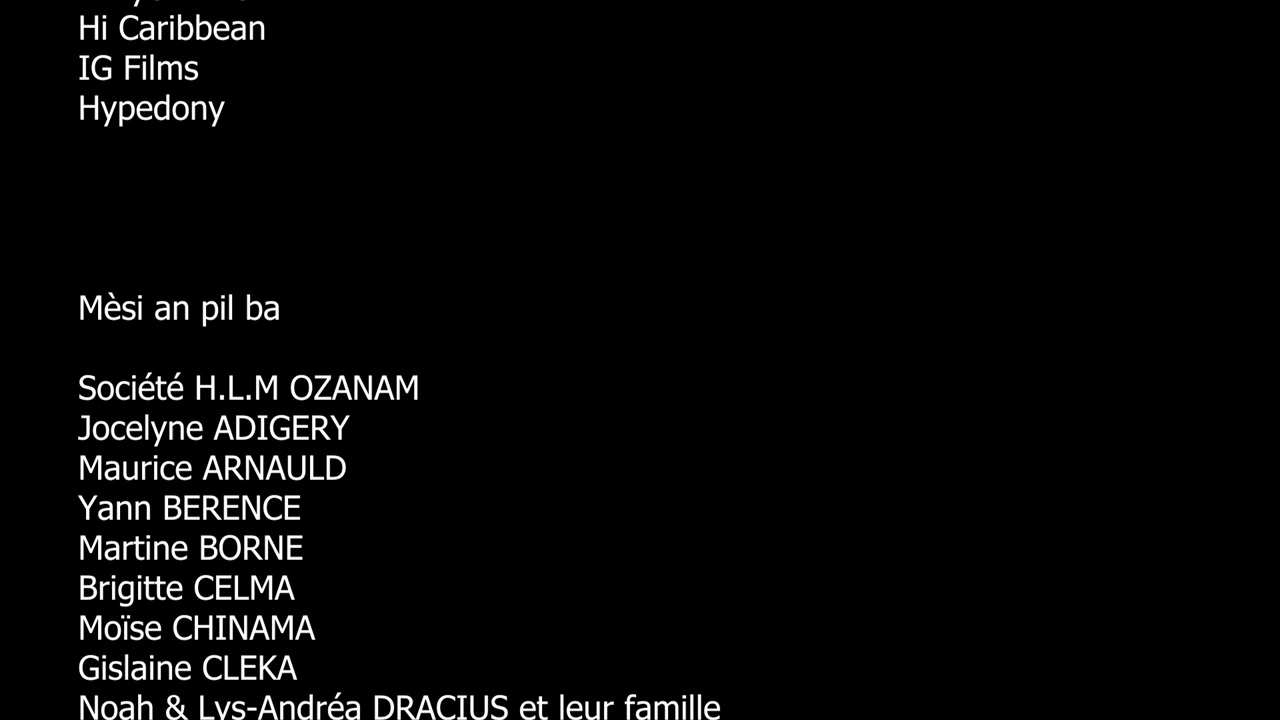 Hi Caribbean
IG Films
Hypedony
Mèsi an pil ba
Société H.L.M OZANAM
Jocelyne ADIGERY
Maurice ARNAULD
Yann BERENCE
Martine BORNE
Brigitte CELMA
Moïse CHINAMA
Gislaine CLEKA
Noah & Lys-Andréa DRACIUS et leur famille